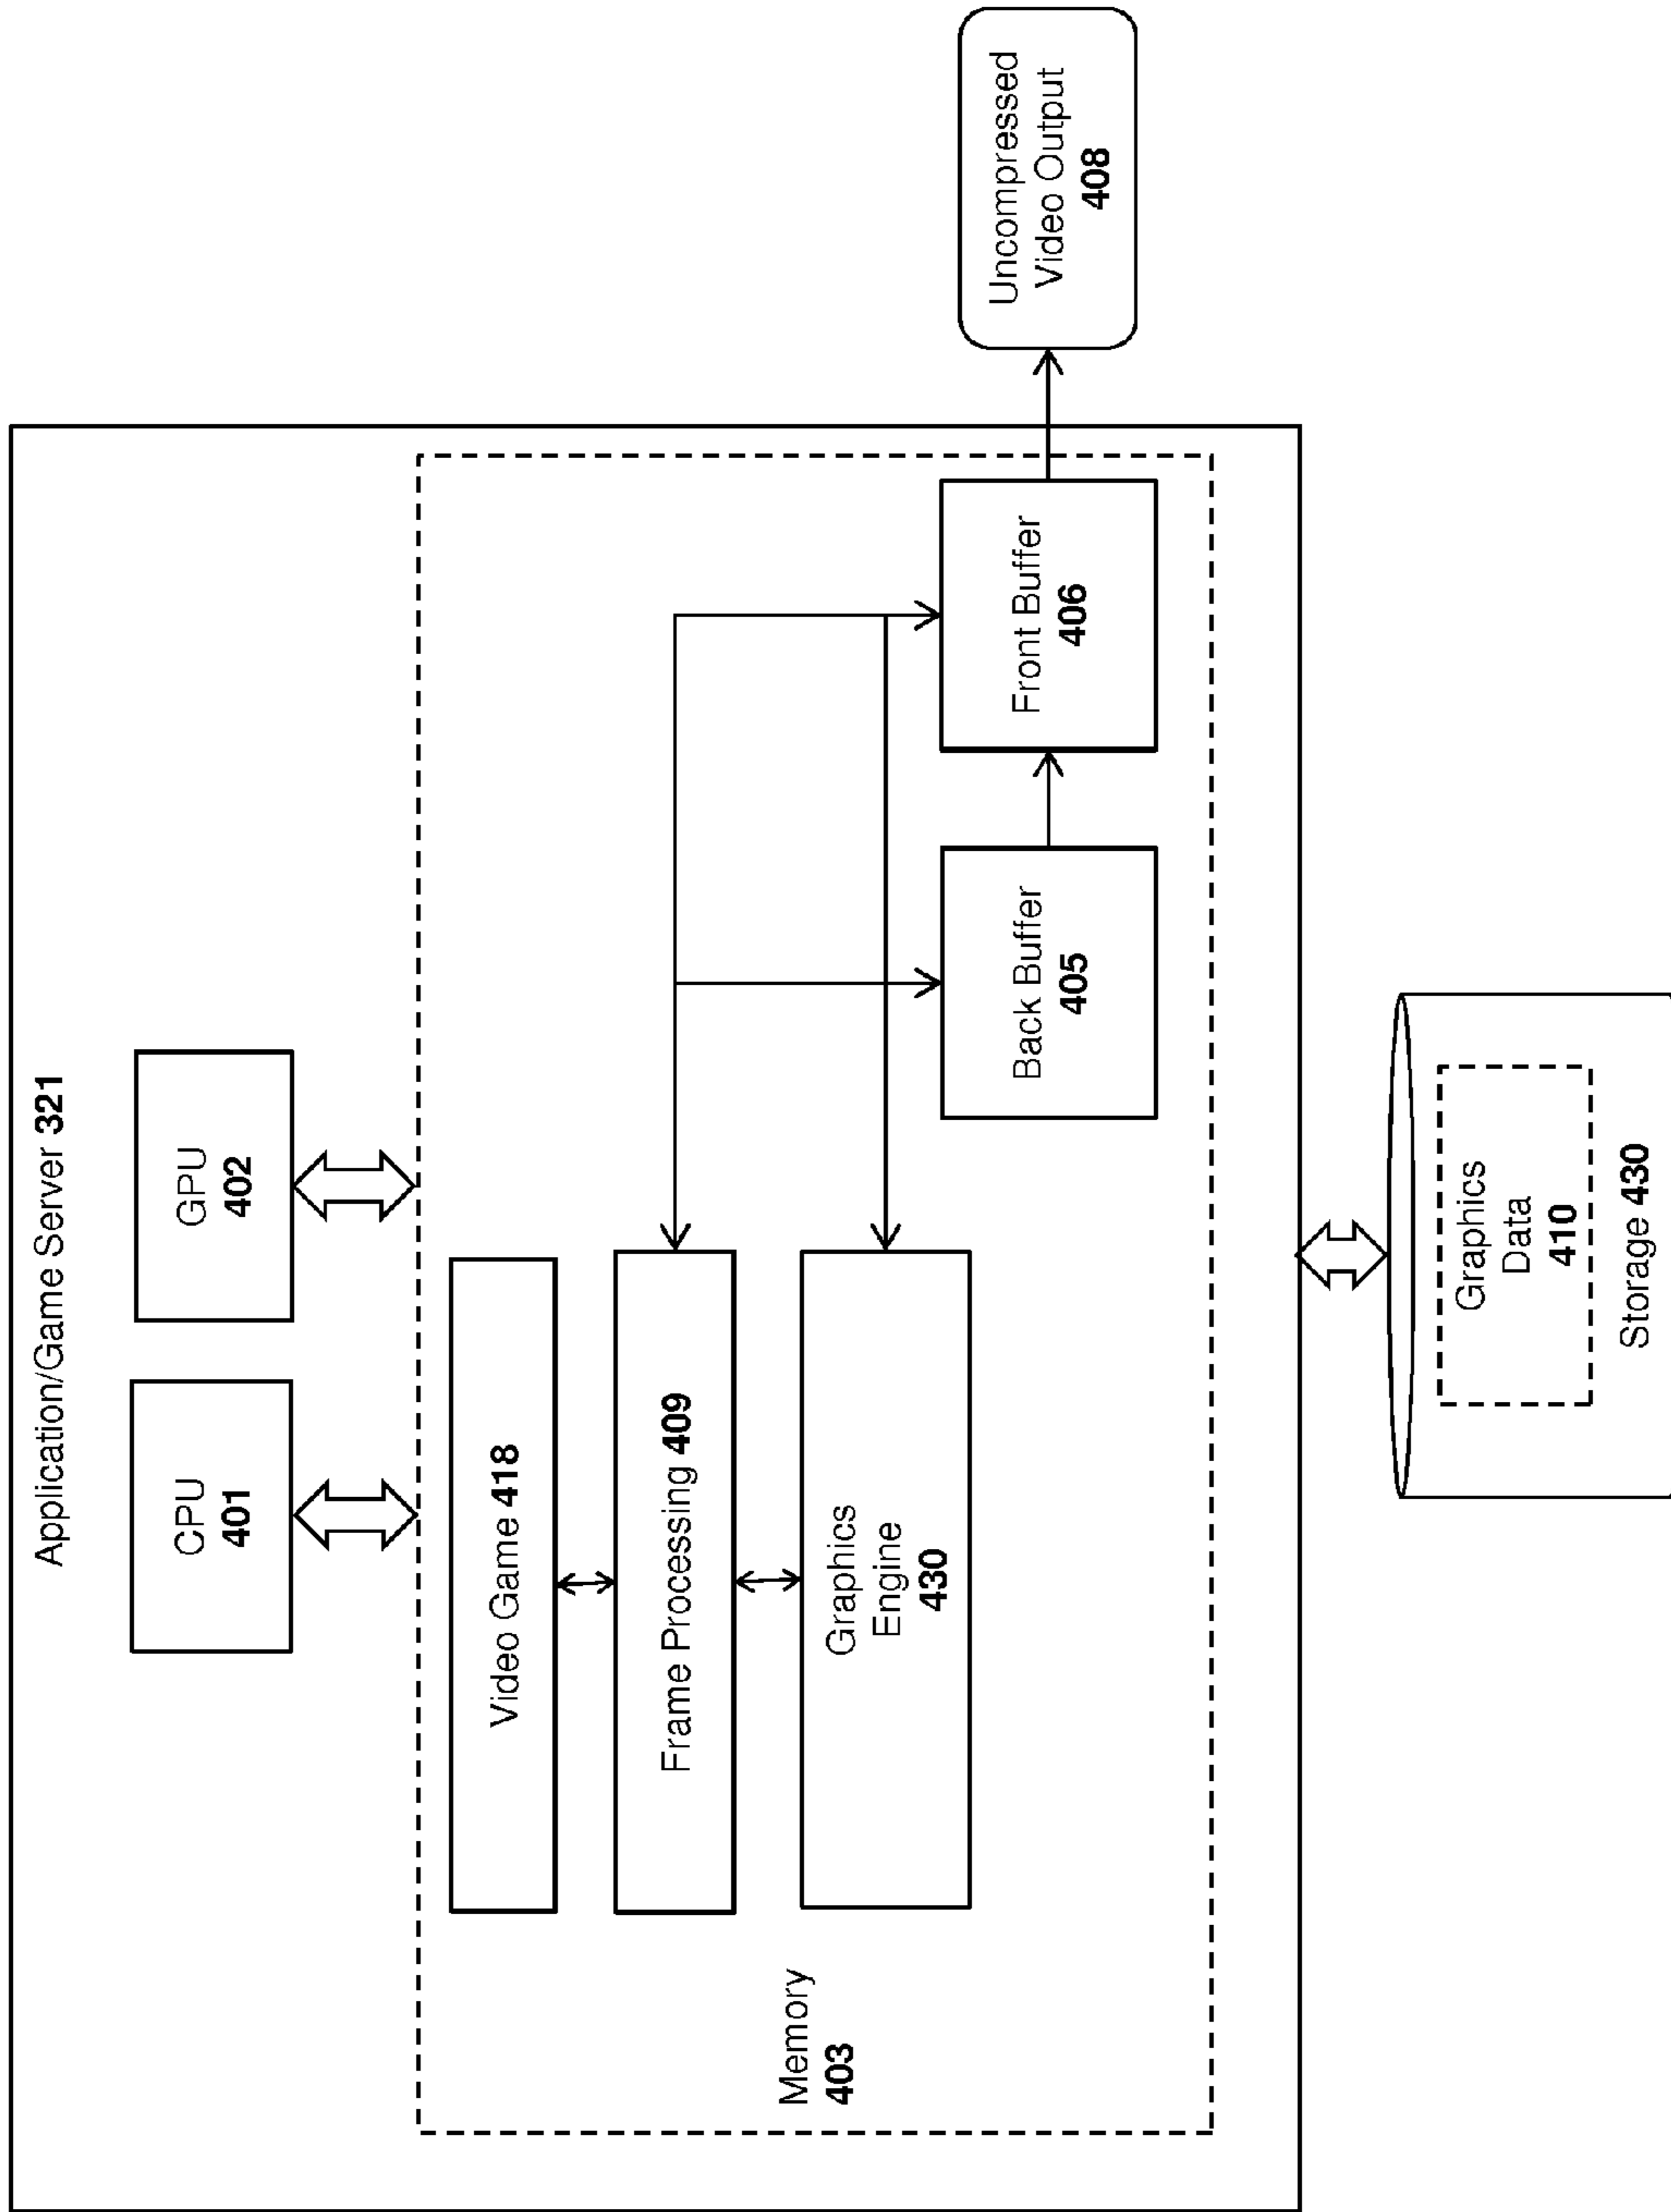 Application/Game Server 321
CPU
401
GPU
402
Video Game 418
Frame Processing 409
Graphics
Engine
430
Memory
403
Back Buffer
405
Front Buffer
406
Uncompressed
Video Output
408
Graphics
Data
410
Storage 430